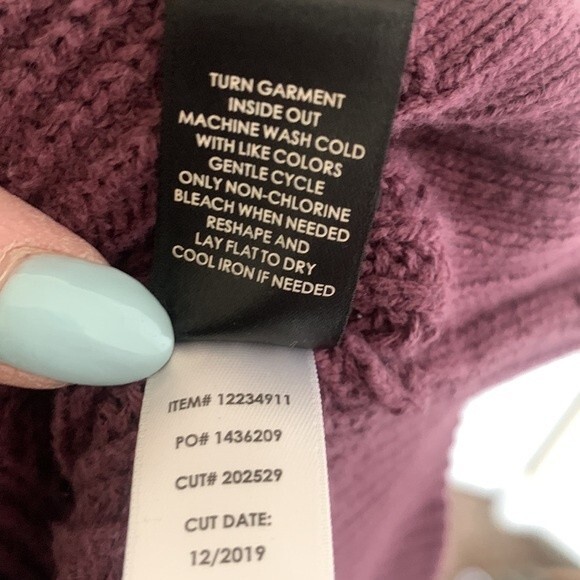 TURN GARMENT
INSIDE OUT
MACHINE WASH COLD
WITH LIKE COLORS
GENTLE CYCLE
ONLY NON-CHLORINE
BLEACH WHEN NEEDED
RESHAPE AND
LAY FLAT TO DRY
COOL IRON IF NEEDED
ITEM# 12234911
PO# 1436209
CUT# 202529
CUT DATE:
12/2019